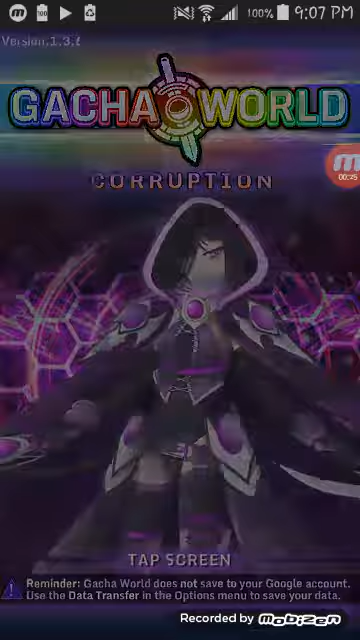 100% 9:07 PM
Version.1.3.6
GACHA WORLD
00:25
CORRUPTION
TAP SCREEN
Reminder: Gacha World does not save to your Google account.
Use the Data Transfer in the Options menu to save your data.
Recorded by Mobizen